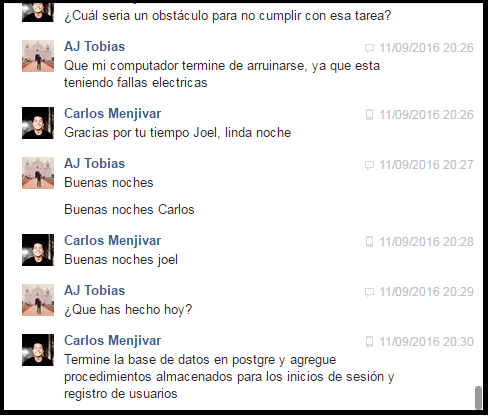 ¿Cuál seria un obstáculo para no cumplir con esa tarea?
AJ Tobias 11/09/2016 20:26
Que mi computador termine de arruinarse, ya que esta
teniendo fallas electricas
Carlos Menjivar 11/09/2016 20:26
Gracias por tu tiempo Joel, linda noche
AJ Tobias 11/09/2016 20:27
Buenas noches
Buenas noches Carlos
Carlos Menjivar 11/09/2016 20:28
Buenas noches joel
AJ Tobias 11/09/2016 20:29
¿Que has hecho hoy?
Carlos Menjivar 11/09/2016 20:30
Termine la base de datos en postgre y agregue
procedimientos almacenados para los inicios de sesión y
registro de usuarios